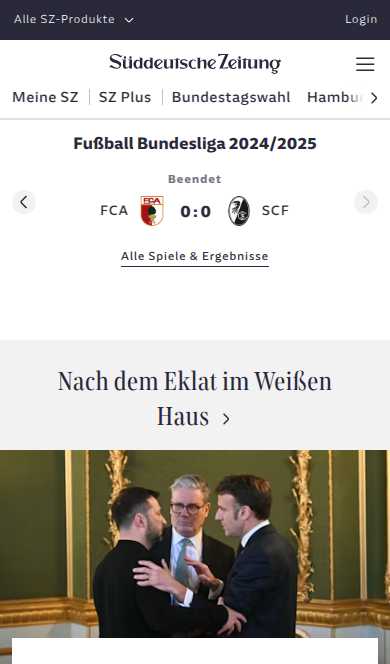 Alle SZ-Produkte
Login
Süddeutsche Zeitung
Meine SZ
SZ Plus
Bundestagswahl
Hambu
Fußball Bundesliga 2024/2025
Beendet
FCA 0:0 SCF
Alle Spiele & Ergebnisse
Nach dem Eklat im Weißen
Haus